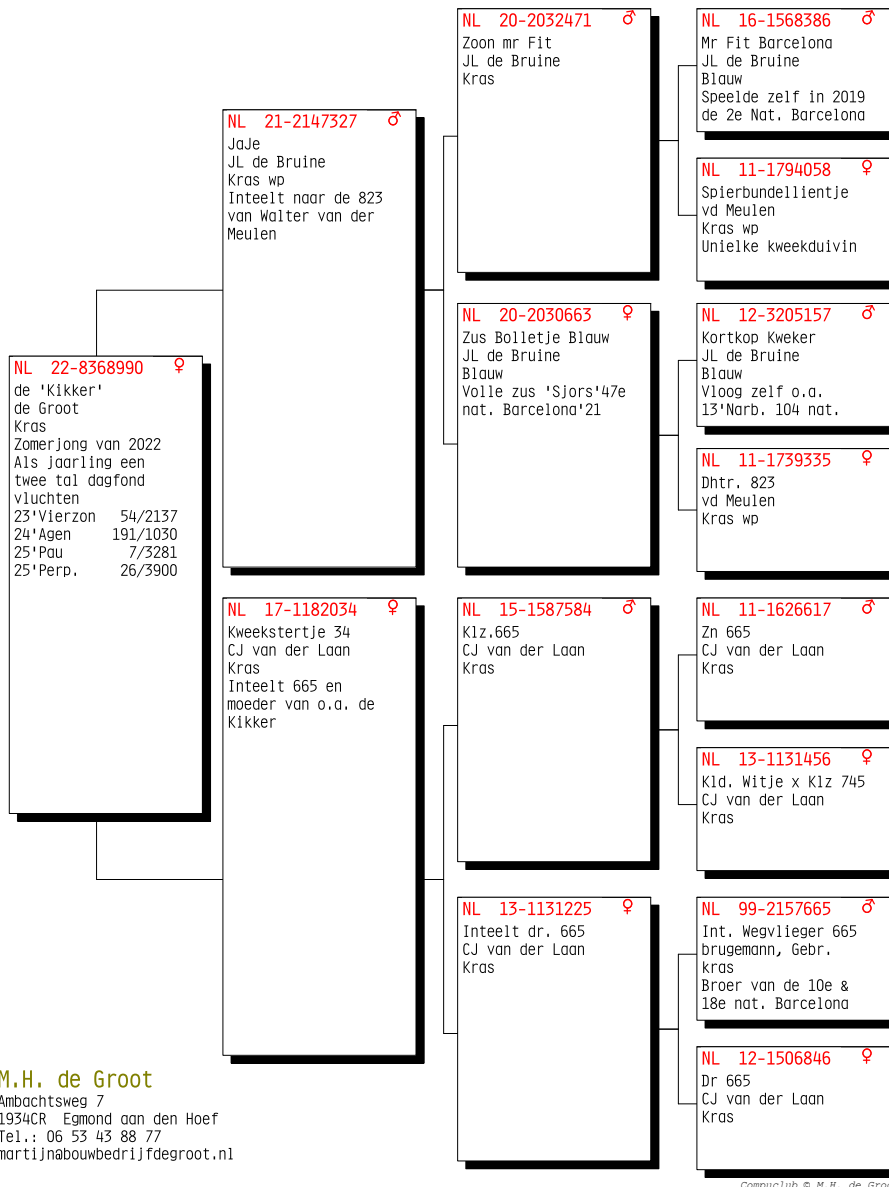 NL 22-8368990 ♀
de 'Kikker'
de Groot
Kras
Zomerjong van 2022
Als jaarling een
twee tal dagfond
vluchten
23'Vierzon 54/2137
24'Agen 191/1030
25'Pau 7/3281
25'Perp. 26/3900
NL 21-2147327 ♂
JaJe
JL de Bruine
Kras wp
Inteelt naar de 823
van Walter van der
Meulen
NL 17-1182034 ♀
Kweekstertje 34
CJ van der Laan
Kras
Inteelt 665 en
moeder van o.a. de
Kikker
NL 20-2032471 ♂
Zoon mr Fit
JL de Bruine
Kras
NL 20-2030663 ♀
Zus Bolletje Blauw
JL de Bruine
Blauw
Volle zus 'Sjors'47e
nat. Barcelona'21
NL 15-1587584 ♂
Klz.665
CJ van der Laan
Kras
NL 13-1131225 ♀
Inteelt dr. 665
CJ van der Laan
Kras
NL 16-1568386 ♂
Mr Fit Barcelona
JL de Bruine
Blauw
Speelde zelf in 2019
de 2e Nat. Barcelona
NL 11-1794058 ♀
Spierbundellientje
vd Meulen
Kras wp
Unielke kweekduivin
NL 12-3205157 ♂
Kortkop Kweker
JL de Bruine
Blauw
Vloog zelf o.a.
13'Narb. 104 nat.
NL 11-1739335 ♀
Dhtr. 823
vd Meulen
Kras wp
NL 11-1626617 ♂
Zn 665
CJ van der Laan
Kras
NL 13-1131456 ♀
Kld. Witje x Klz 745
CJ van der Laan
Kras
NL 99-2157665 ♂
Int. Wegvlieger 665
brugemann, Gebr.
kras
Broer van de 10e &
18e nat. Barcelona
NL 12-1506846 ♀
Dr 665
CJ van der Laan
Kras
M.H. de Groot
Ambachtsweg 7
1934CR Egmond aan den Hoef
Tel.: 06 53 43 88 77
martijn@bouwbedrijfdegroot.nl
Compuclub © M.H. de Groo